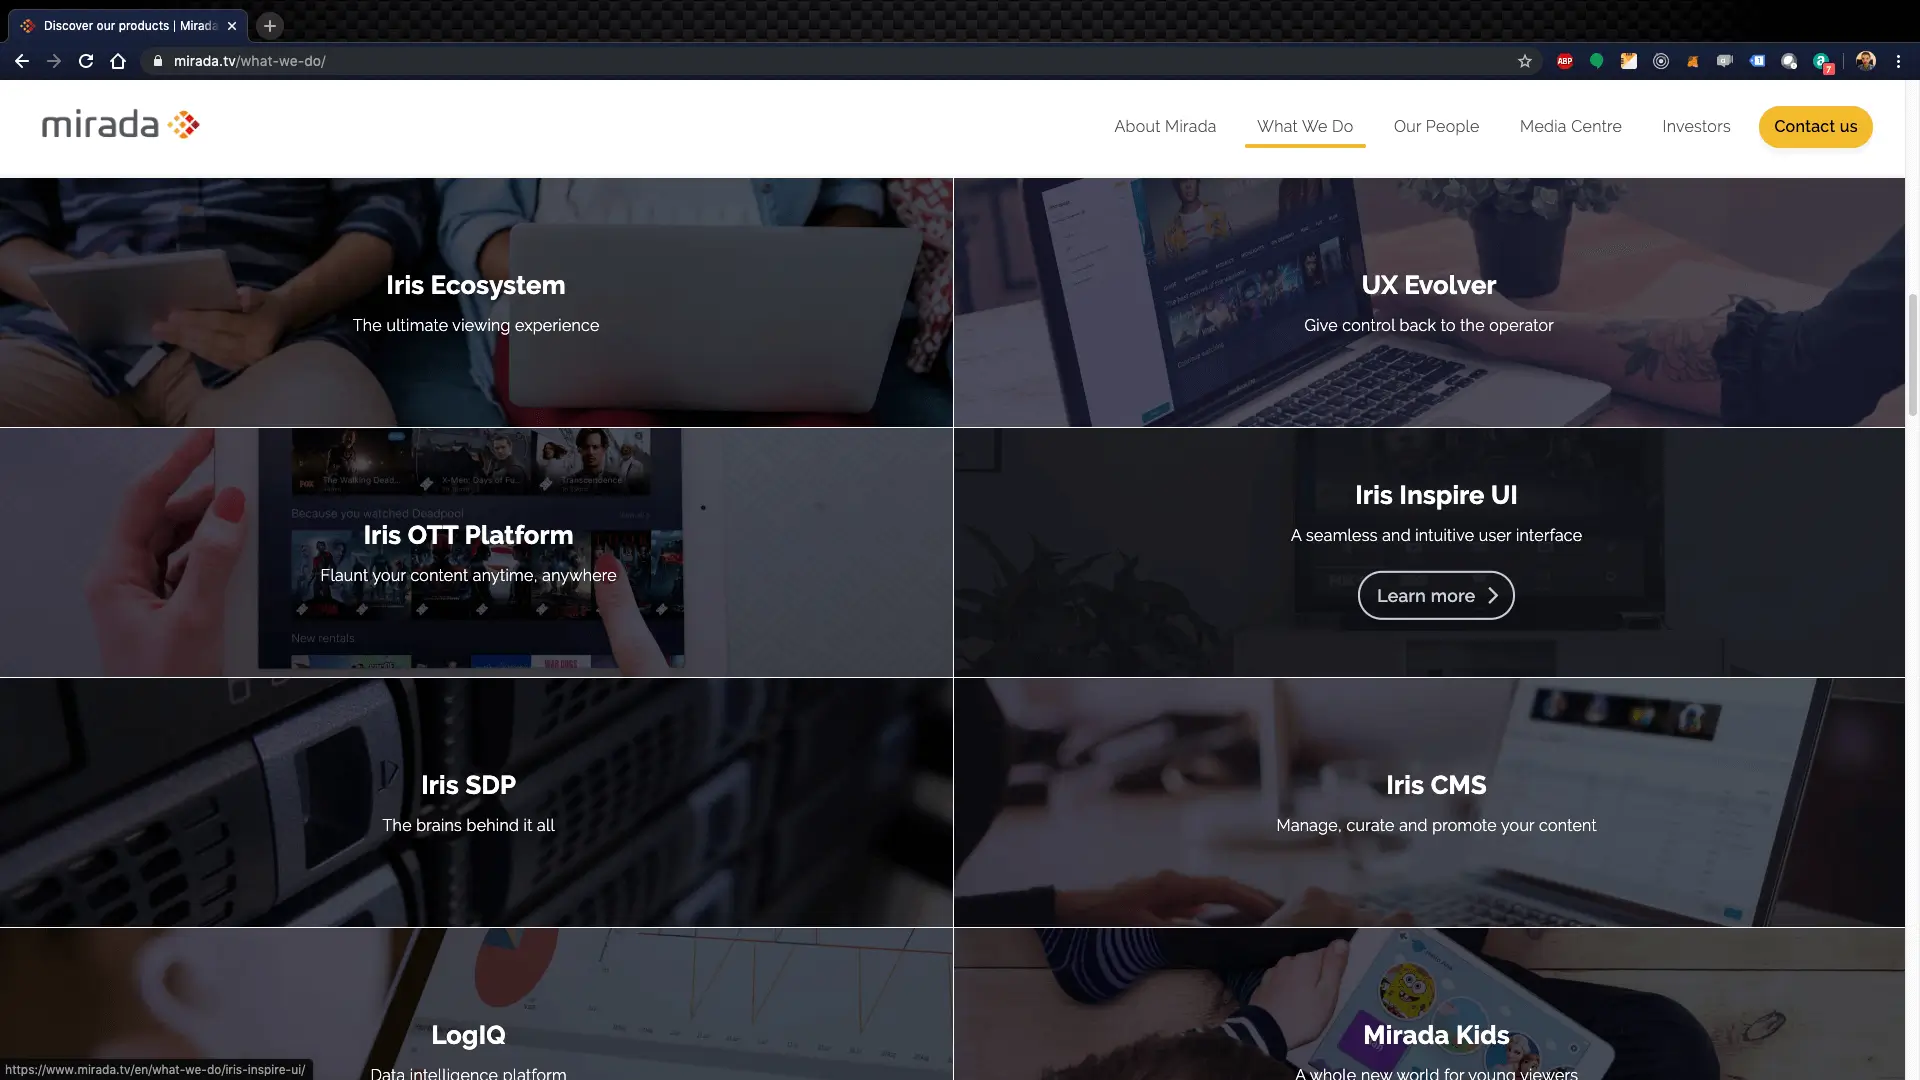 Discover our products | Mirada
mirada.tv/what-we-do/
ABP
7
mirada
About Mirada
What We Do
Our People
Media Centre
Investors
Contact us
Iris Ecosystem
The ultimate viewing experience
UX Evolver
Give control back to the operator
The Walking Dead...
X-Men: Days of Fu...
Transcendence
Because you watched Deadpool
Iris OTT Platform
Flaunt your content anytime, anywhere
New rentals
Iris Inspire UI
A seamless and intuitive user interface
Learn more
Iris SDP
The brains behind it all
Iris CMS
Manage, curate and promote your content
LogIQ
Data intelligence platform
Mirada Kids
A whole new world for young viewers
https://www.mirada.tv/en/what-we-do/iris-inspire-ui/